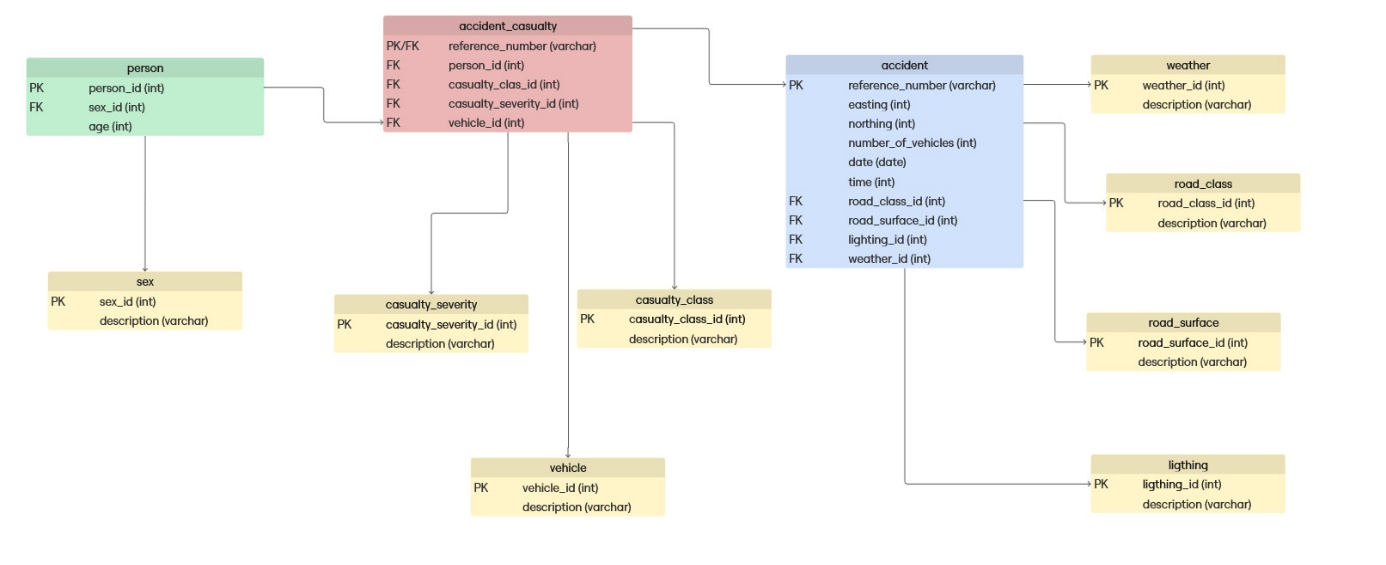 accident_casualty
PK/FK reference_number (varchar)
FK person_id (int)
FK casualty_clas_id (int)
FK casualty_severity_id (int)
FK vehicle_id (int)
person
PK person_id (int)
FK sex_id (int)
age (int)
accident
PK reference_number (varchar)
easting (int)
northing (int)
number_of_vehicles (int)
date (date)
time (int)
FK road_class_id (int)
FK road_surface_id (int)
FK lighting_id (int)
FK weather_id (int)
weather
PK weather_id (int)
description (varchar)
road_class
PK road_class_id (int)
description (varchar)
sex
PK sex_id (int)
description (varchar)
casualty_severity
PK casualty_severity_id (int)
description (varchar)
casualty_class
PK casualty_class_id (int)
description (varchar)
road_surface
PK road_surface_id (int)
description (varchar)
vehicle
PK vehicle_id (int)
description (varchar)
ligthing
PK ligthing_id (int)
description (varchar)